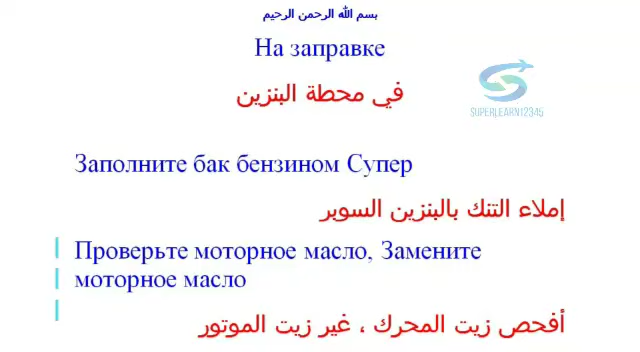 بسم الله الرحمن الرحيم
На заправке
في محطة البنزين
SUPERLEARN12345
Заполните бак бензином Супер
إملاء التنك بالبنزين السوبر
Проверьте моторное масло, Замените
моторное масло
أفحص زيت المحرك ، غير زيت الموتور